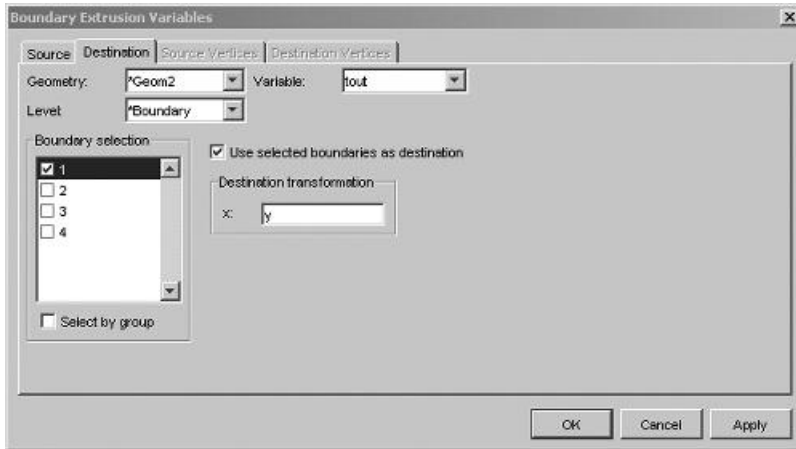 Boundary Extrusion Variables
Source Destination Source Vertices Destination Vertices
Geometry: *Geom2 Variable: tout
Level: *Boundary
Boundary selection
Use selected boundaries as destination
1
Destination transformation
2
x: y
3
4
Select by group
OK Cancel Apply